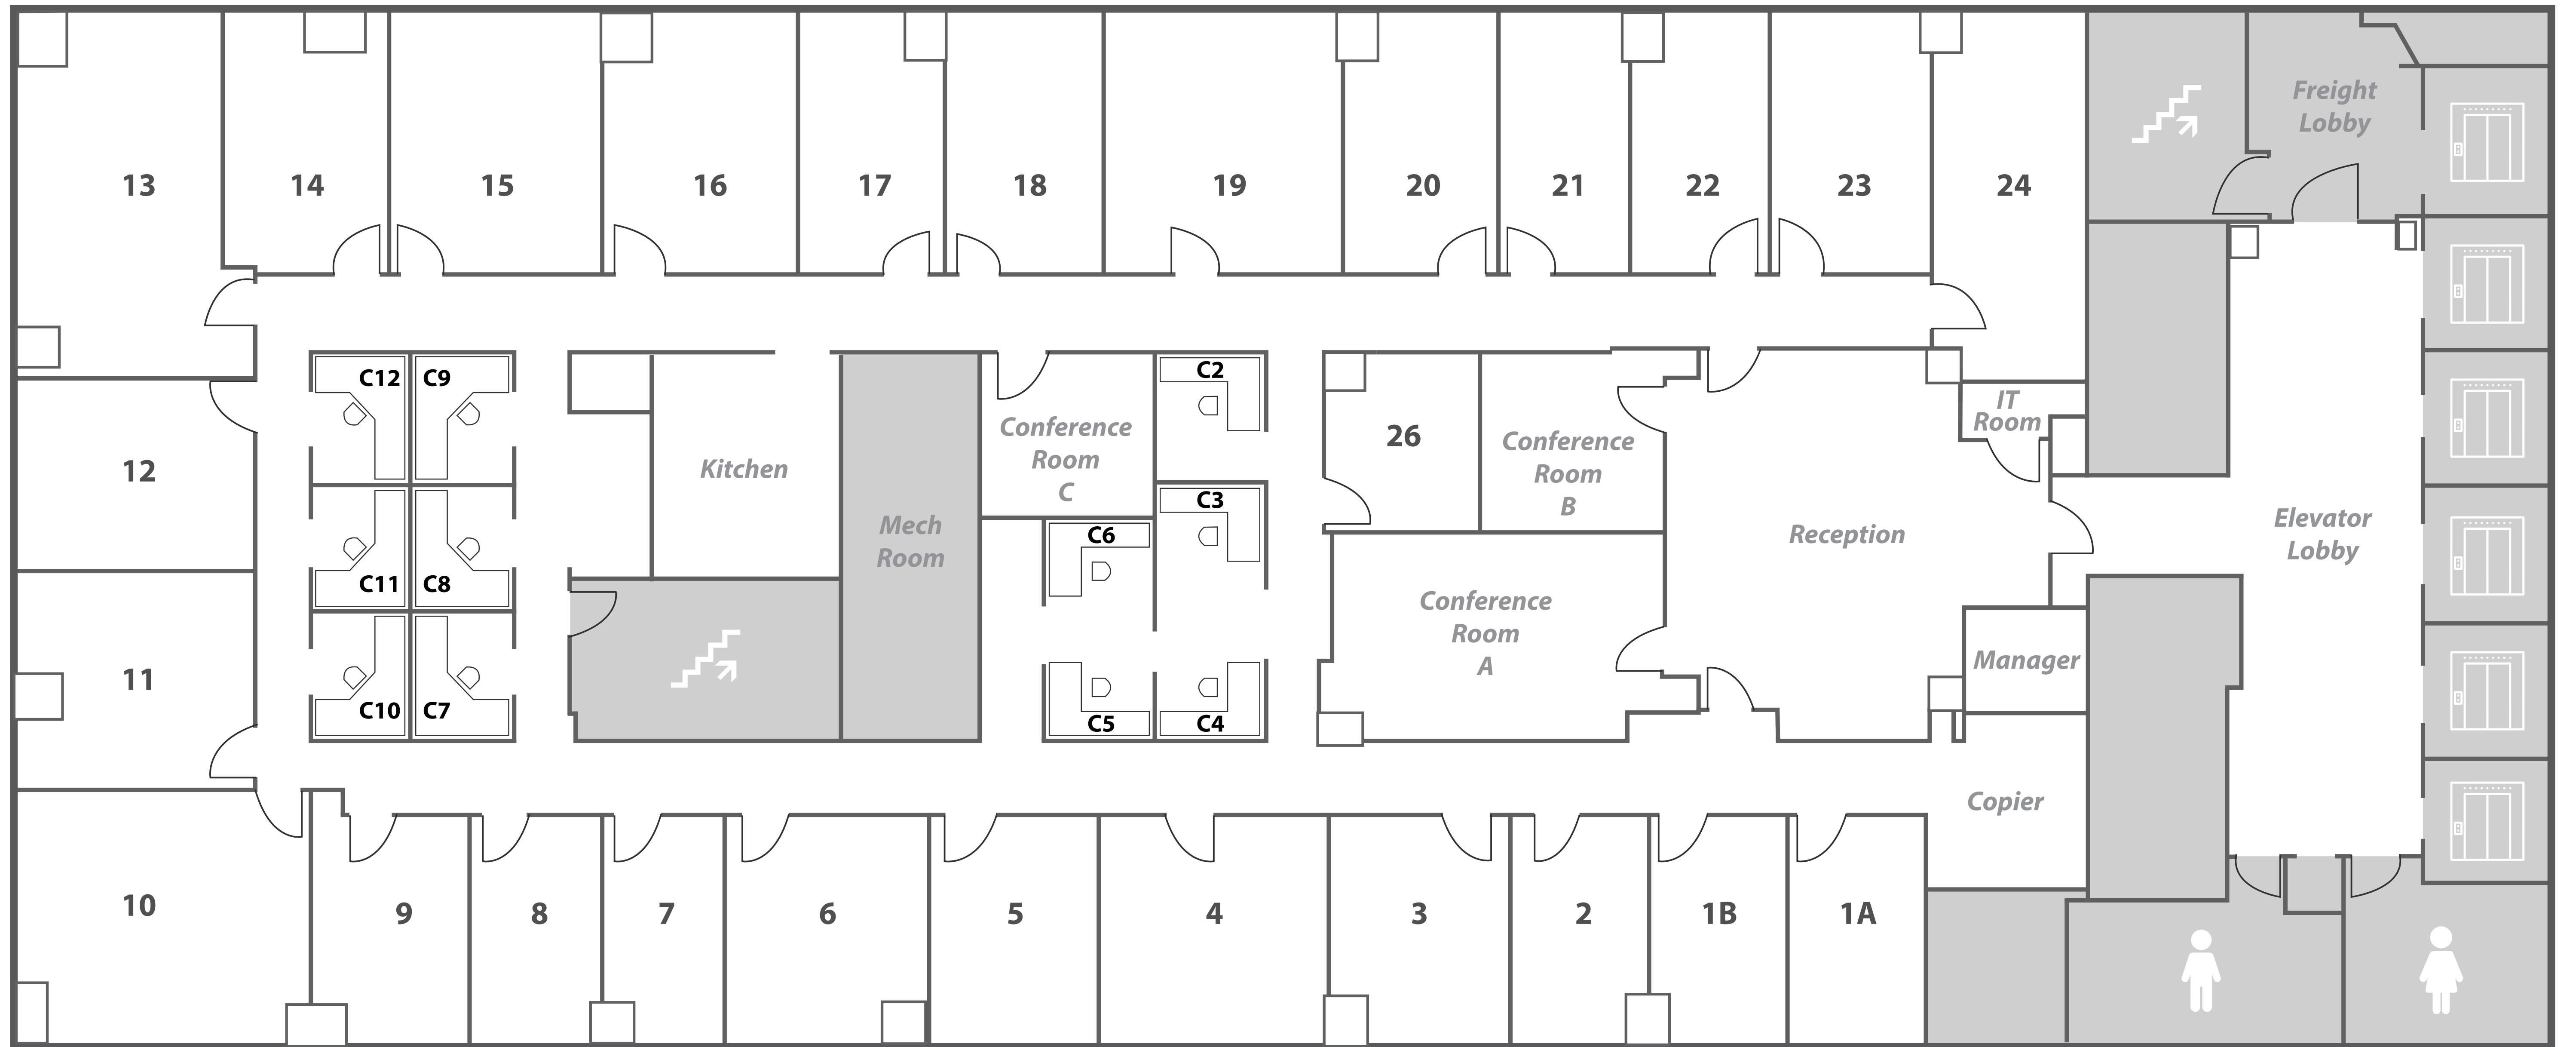 Freight
Lobby
13
14
15
16
17
18
19
20
21
22
23
24
C12
C9
C2
IT
Room
Conference
Room
C
26
Conference
Room
B
12
Kitchen
C3
Mech
Room
C6
Reception
Elevator
Lobby
C11
C8
Conference
Room
A
11
Manager
C10
C7
C5
C4
Copier
10
9
8
7
6
5
4
3
2
1B
1A